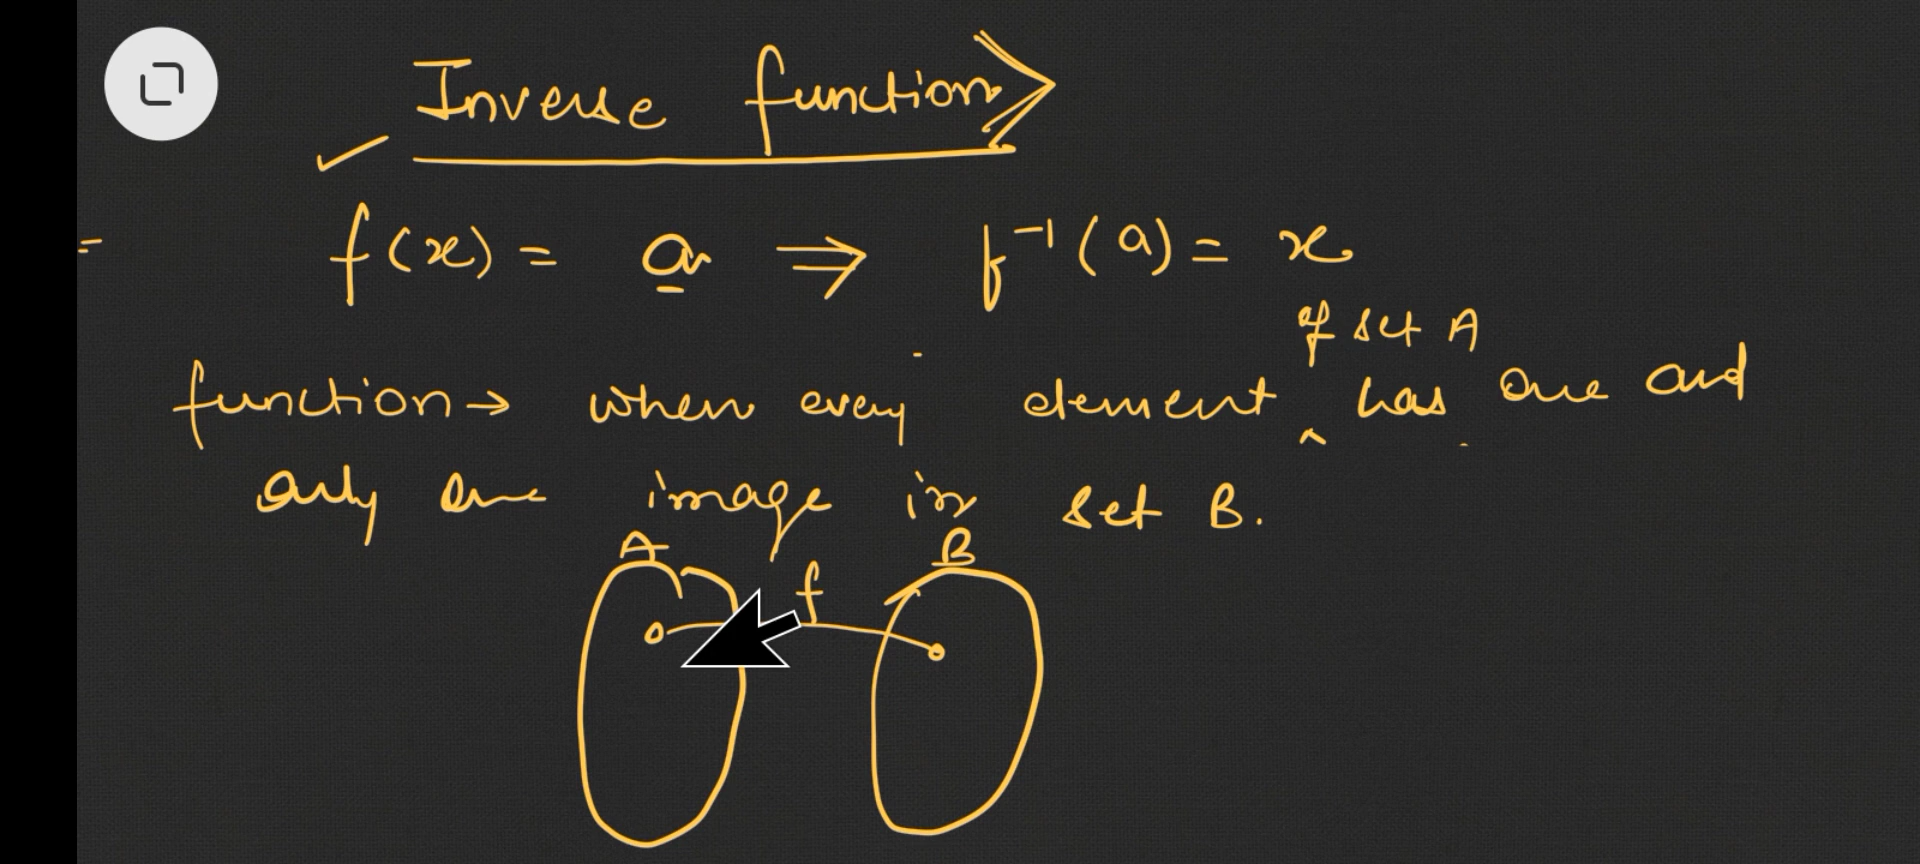 Inverse function
= f(x) = a ⇒ f⁻¹(a) = x
of set A
function → when every element ^ has one and
only one image in set B.
A B
f